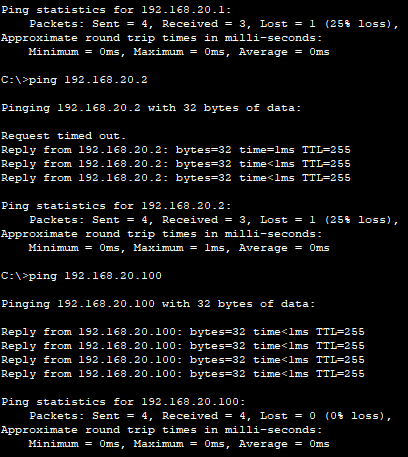 Ping statistics for 192.168.20.1:
    Packets: Sent = 4, Received = 3, Lost = 1 (25% loss),
Approximate round trip times in milli-seconds:
    Minimum = 0ms, Maximum = 0ms, Average = 0ms
C:\>ping 192.168.20.2
Pinging 192.168.20.2 with 32 bytes of data:
Request timed out.
Reply from 192.168.20.2: bytes=32 time=1ms TTL=255
Reply from 192.168.20.2: bytes=32 time<1ms TTL=255
Reply from 192.168.20.2: bytes=32 time<1ms TTL=255
Ping statistics for 192.168.20.2:
    Packets: Sent = 4, Received = 3, Lost = 1 (25% loss),
Approximate round trip times in milli-seconds:
    Minimum = 0ms, Maximum = 1ms, Average = 0ms
C:\>ping 192.168.20.100
Pinging 192.168.20.100 with 32 bytes of data:
Reply from 192.168.20.100: bytes=32 time<1ms TTL=255
Reply from 192.168.20.100: bytes=32 time<1ms TTL=255
Reply from 192.168.20.100: bytes=32 time<1ms TTL=255
Reply from 192.168.20.100: bytes=32 time<1ms TTL=255
Ping statistics for 192.168.20.100:
    Packets: Sent = 4, Received = 4, Lost = 0 (0% loss),
Approximate round trip times in milli-seconds:
    Minimum = 0ms, Maximum = 0ms, Average = 0ms